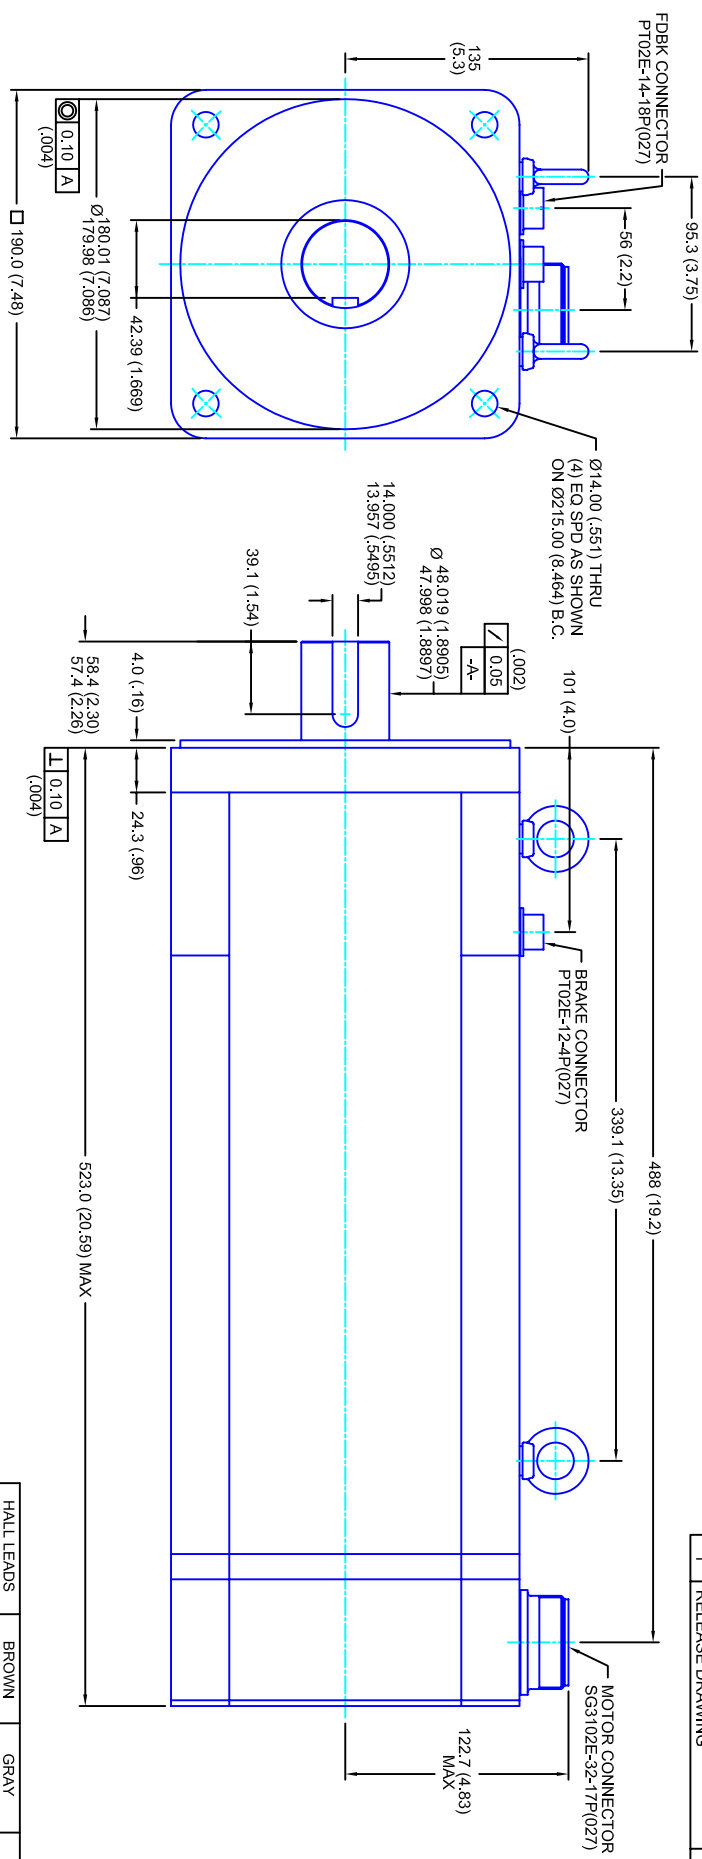 FDBK CONNECTOR
PT02E-14-18P(027)
135
(5.3)
95.3 (3.75)
56 (2.2)
0.10 A
(.004)
Ø180.01 (7.087)
179.98 (7.086)
42.39 (1.669)
190.0 (7.48)
Ø14.00 (.551) THRU
(4) EQ SPD AS SHOWN
ON Ø215.00 (8.464) B.C.
14.000 (.5512)
13.957 (.5495)
Ø 48.019 (1.8905)
47.998 (1.8897)
(.002)
0.05
-A-
39.1 (1.54)
58.4 (2.30)
57.4 (2.26)
4.0 (.16)
⊥ 0.10 A
(.004)
24.3 (.96)
101 (4.0)
BRAKE CONNECTOR
PT02E-12-4P(027)
339.1 (13.35)
488 (19.2)
523.0 (20.59) MAX
MOTOR CONNECTOR
SG3102E-32-17P(027)
122.7 (4.83)
MAX
RELEASE DRAWING
HALL LEADS BROWN GRAY